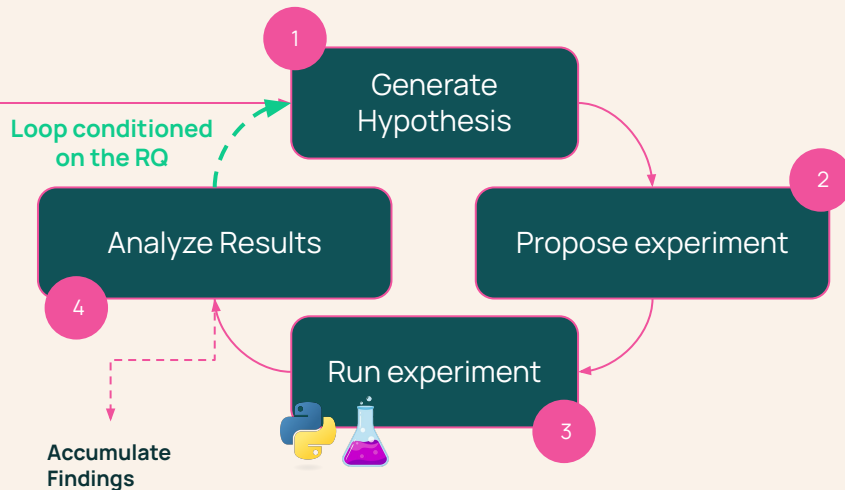 1
Generate
Hypothesis
Loop conditioned
on the RQ
2
Propose experiment
Analyze Results
4
Run experiment
3
Accumulate
Findings